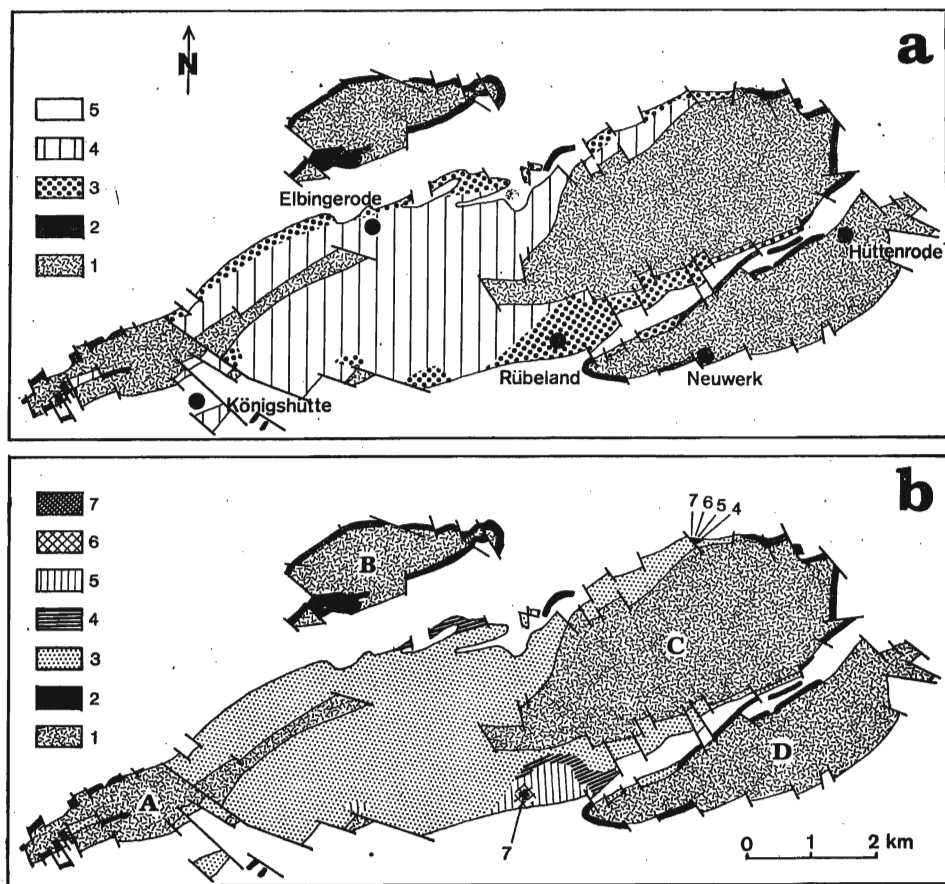 a
N
5
4
3
2
1
Elbingerode
Hüttenrode
Rübeland
Neuwerk
Königshütte
b
7
6
5
4
3
2
1
7 6 5 4
B
C
D
A
7
0 1 2 km